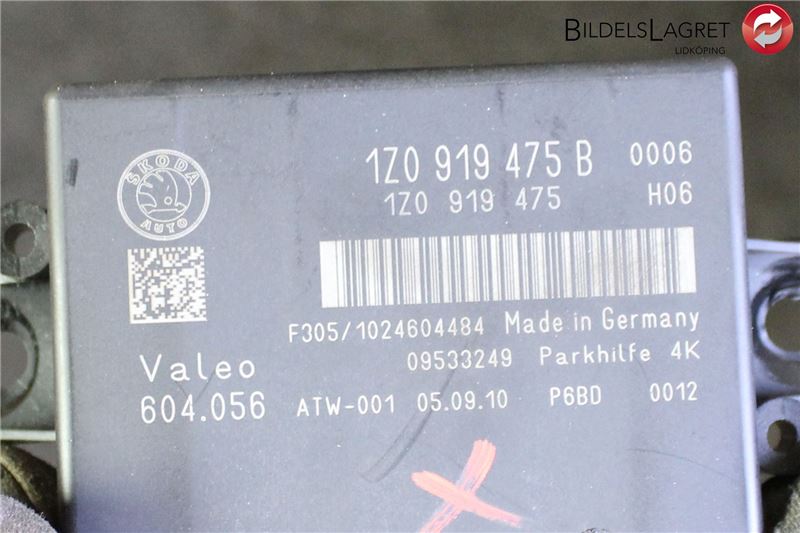 BILDELSLAGRET
LIDKÖPING
1Z0 919 475 B 0006
1Z0 919 475 H06
SKODA
AUTO
F305/1024604484 Made in Germany
09533249 Parkhilfe 4K
Valeo
604.056 ATW-001 05.09.10 P6BD 0012